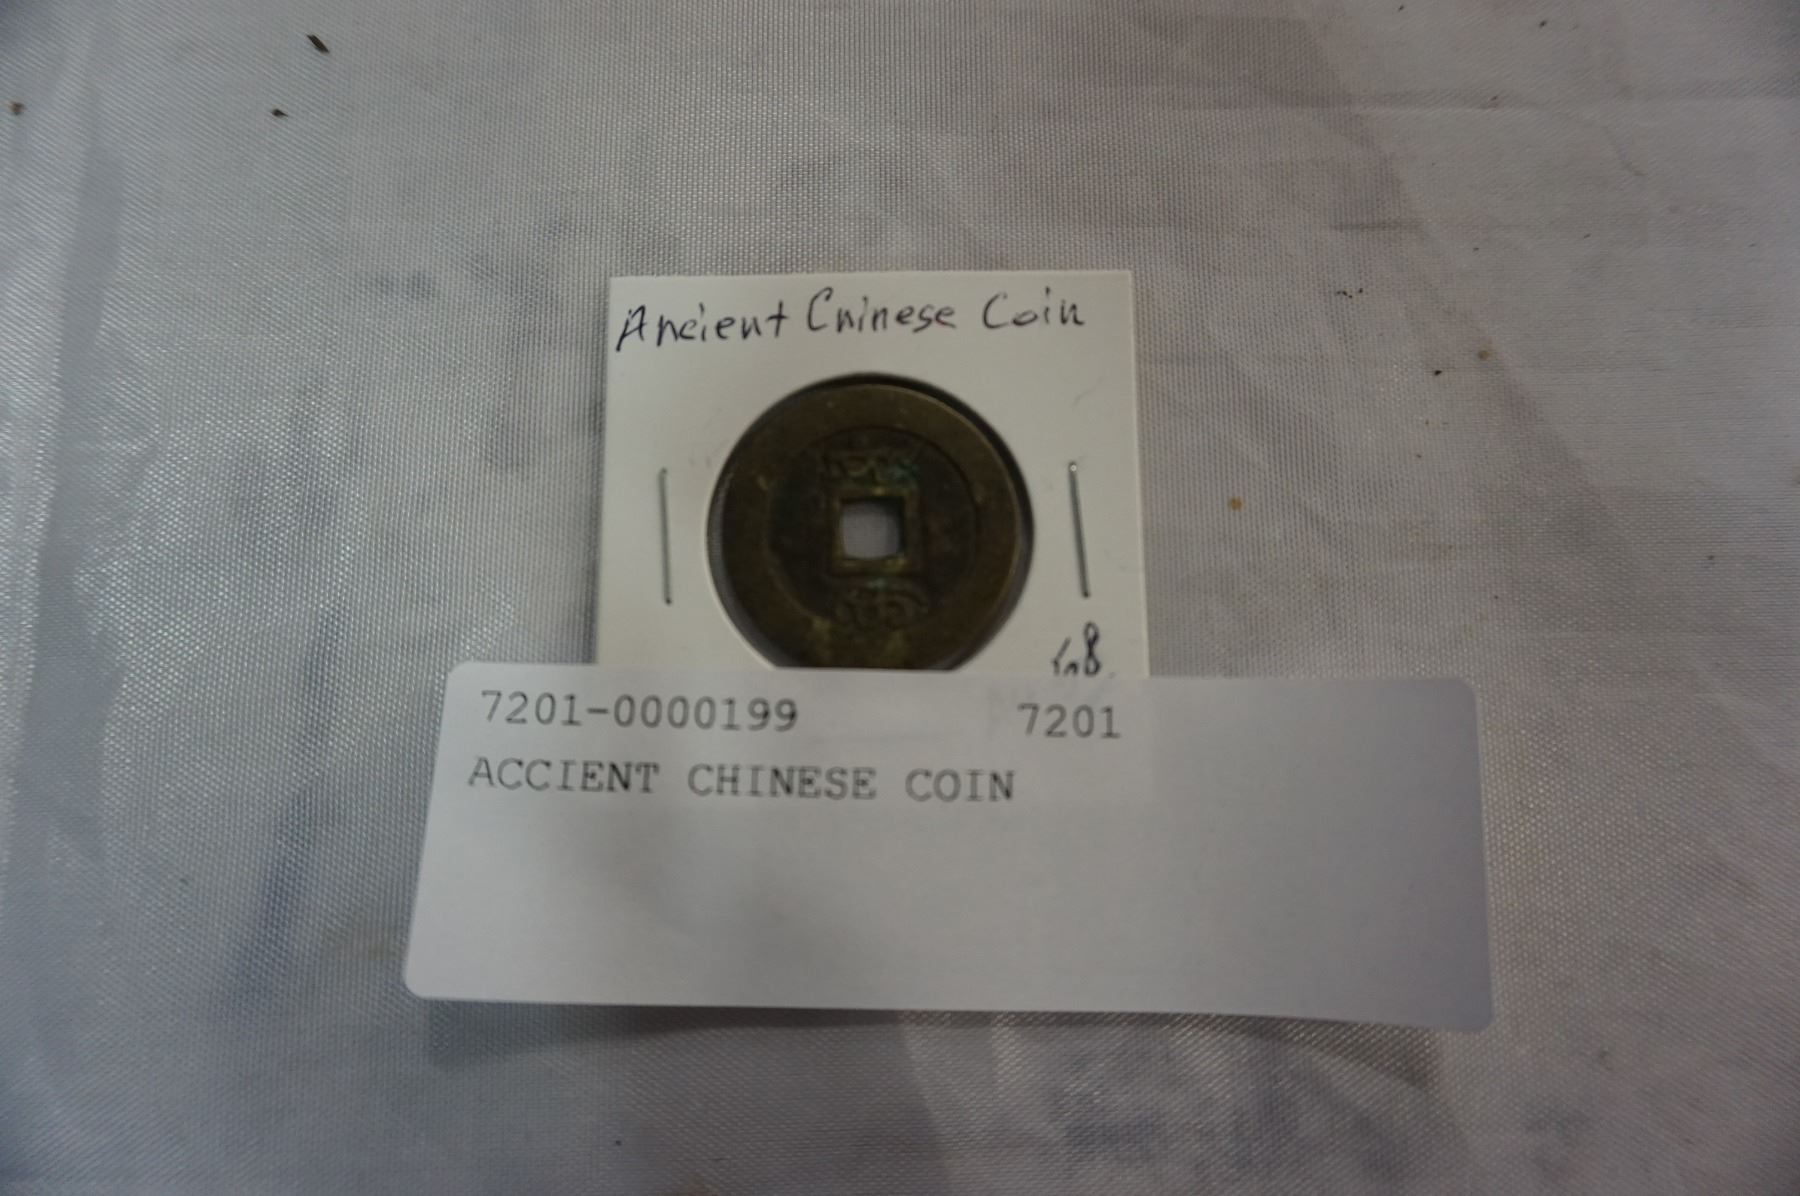 Ancient Chinese Coin
7201-0000199 7201
ACCIENT CHINESE COIN